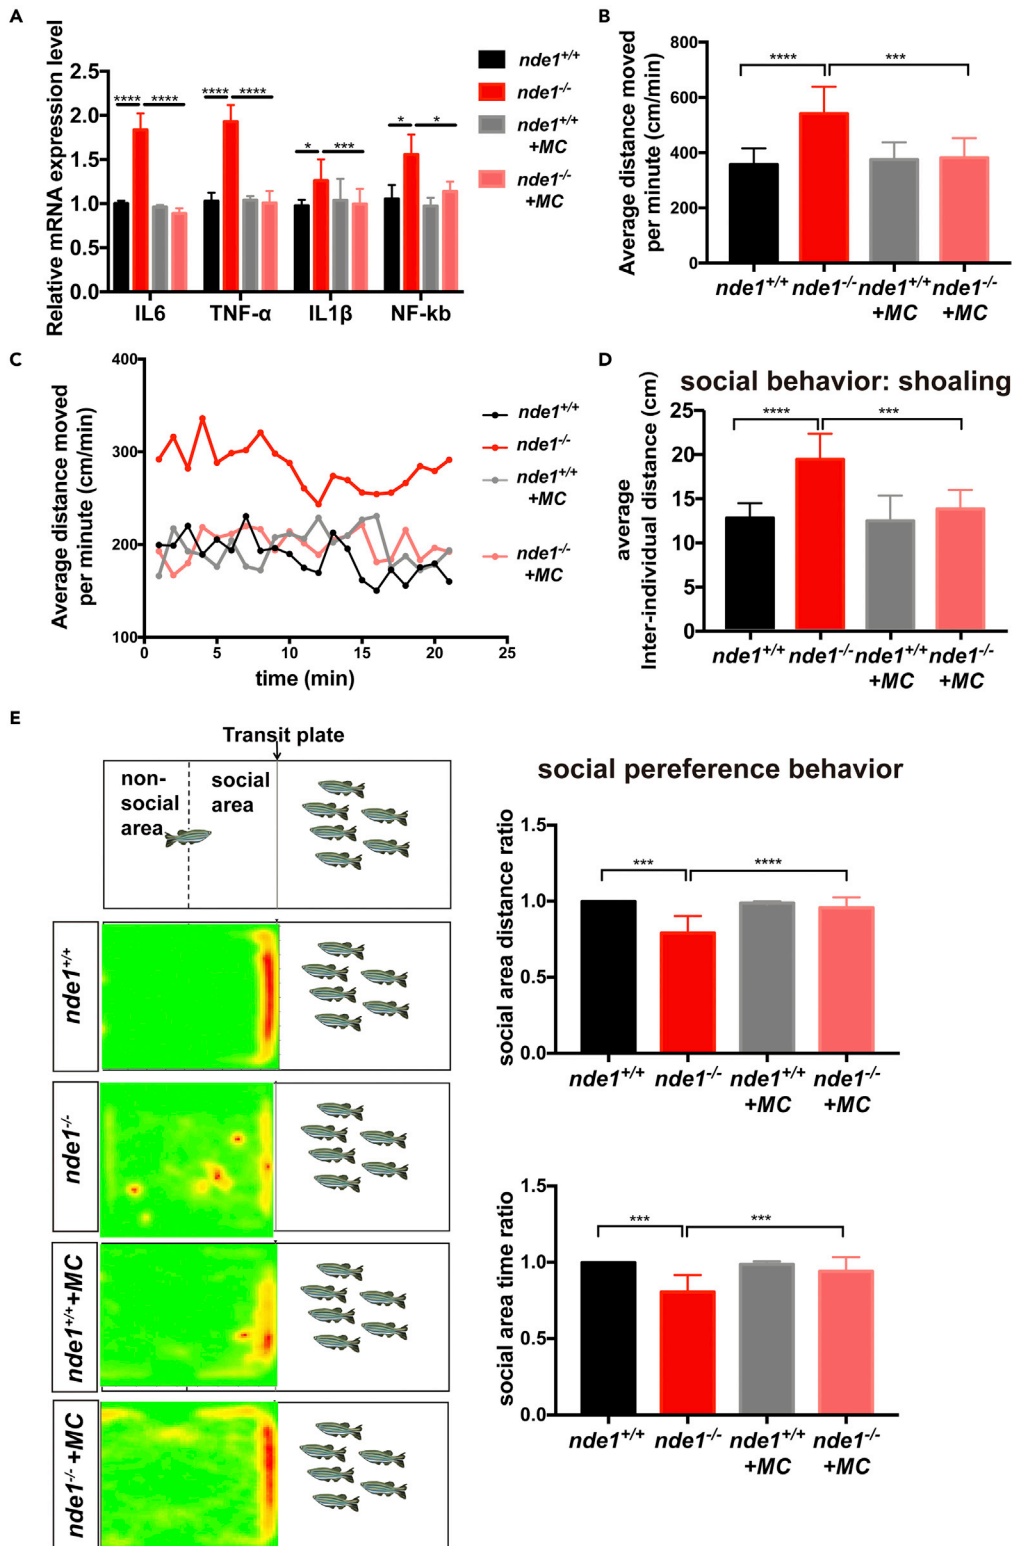 A
Relative mRNA expression level
2.5
2.0
1.5
1.0
0.5
0.0
**** ****
**** ****
* ***
* *
IL6 TNF-α IL1β NF-kb
nde1+/+
nde1-/-
nde1+/+
+MC
nde1-/-
+MC
B
Average distance moved
per minute (cm/min)
800
600
400
200
0
**** ***
nde1+/+ nde1-/- nde1+/+ nde1-/-
+MC +MC
C
Average distance moved
per minute (cm/min)
400
300
200
100
0 5 10 15 20 25
time (min)
nde1+/+
nde1-/-
nde1+/+
+MC
nde1-/-
+MC
D
social behavior: shoaling
average
Inter-individual distance (cm)
25
20
15
10
5
0
**** ***
nde1+/+ nde1-/- nde1+/+ nde1-/-
+MC +MC
E
Transit plate
non-
social
area
social
area
nde1+/+
nde1-/-
nde1+/++MC
nde1-/-+MC
social pereference behavior
social area distance ratio
1.5
1.0
0.5
0.0
*** ****
nde1+/+ nde1-/- nde1+/+ nde1-/-
+MC +MC
social area time ratio
1.5
1.0
0.5
0.0
*** ***
nde1+/+ nde1-/- nde1+/+ nde1-/-
+MC +MC